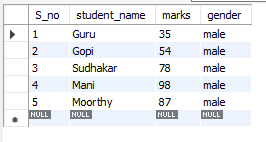 S_no student_name marks gender
1 Guru 35 male
2 Gopi 54 male
3 Sudhakar 78 male
4 Mani 98 male
5 Moorthy 87 male
NULL NULL NULL NULL